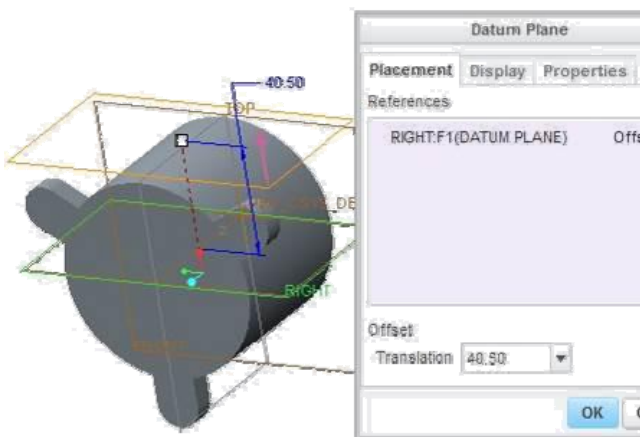 Datum Plane
40.50
Placement Display Properties
TOP
References
RIGHT:F1(DATUM PLANE) Offs
RIGHT
Offset
Translation 40.50
OK